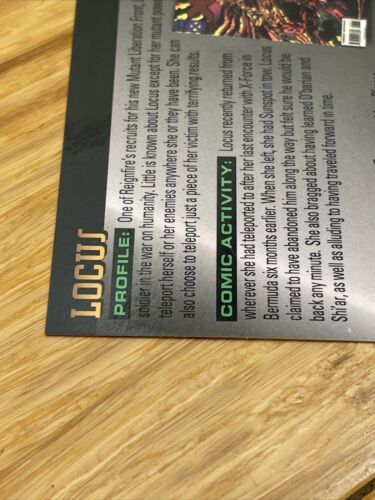 LOCUS
PROFILE: One of Reignfire's recruits for his new Mutant Liberation Front,
soldier in the war on humanity. Little is known about Locus except for her mutant power
teleport herself or her enemies anywhere she or they have been. She can
also choose to teleport just a piece of her victim with terrifying results.
COMIC ACTIVITY: Locus recently returned from
wherever she had teleported to after her last encounter with X-Force in
Bermuda six months earlier. When she left, she had Sunspot in tow. Locus
claimed to have abandoned him along the way but felt sure he would be
back any minute. She also bragged about having learned D'barian and
Shi'ar, as well as alluding to having traveled forward in time.